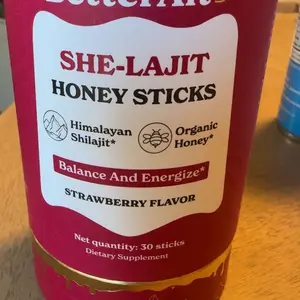 BetterAlt
SHE-LAJIT
HONEY STICKS
Himalayan
Shilajit*
Organic
Honey*
Balance And Energize*
STRAWBERRY FLAVOR
Net quantity: 30 sticks
Dietary Supplement